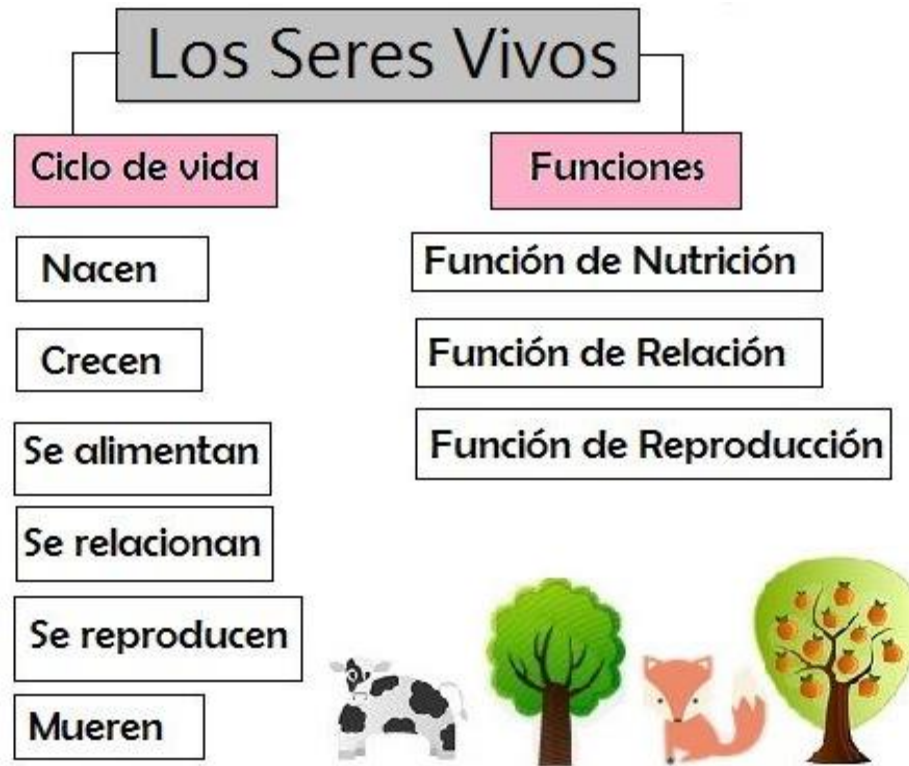 Los Seres Vivos
Ciclo de vida
Nacen
Crecen
Se alimentan
Se relacionan
Se reproducen
Mueren
Funciones
Función de Nutrición
Función de Relación
Función de Reproducción